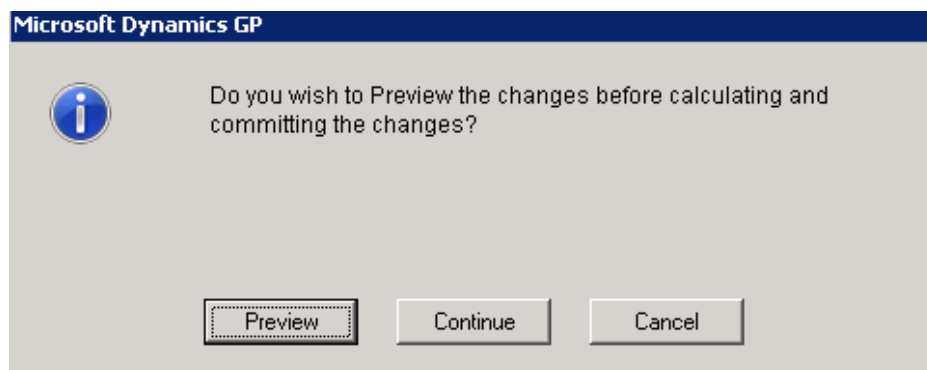 Microsoft Dynamics GP
Do you wish to Preview the changes before calculating and
committing the changes?
Preview Continue Cancel